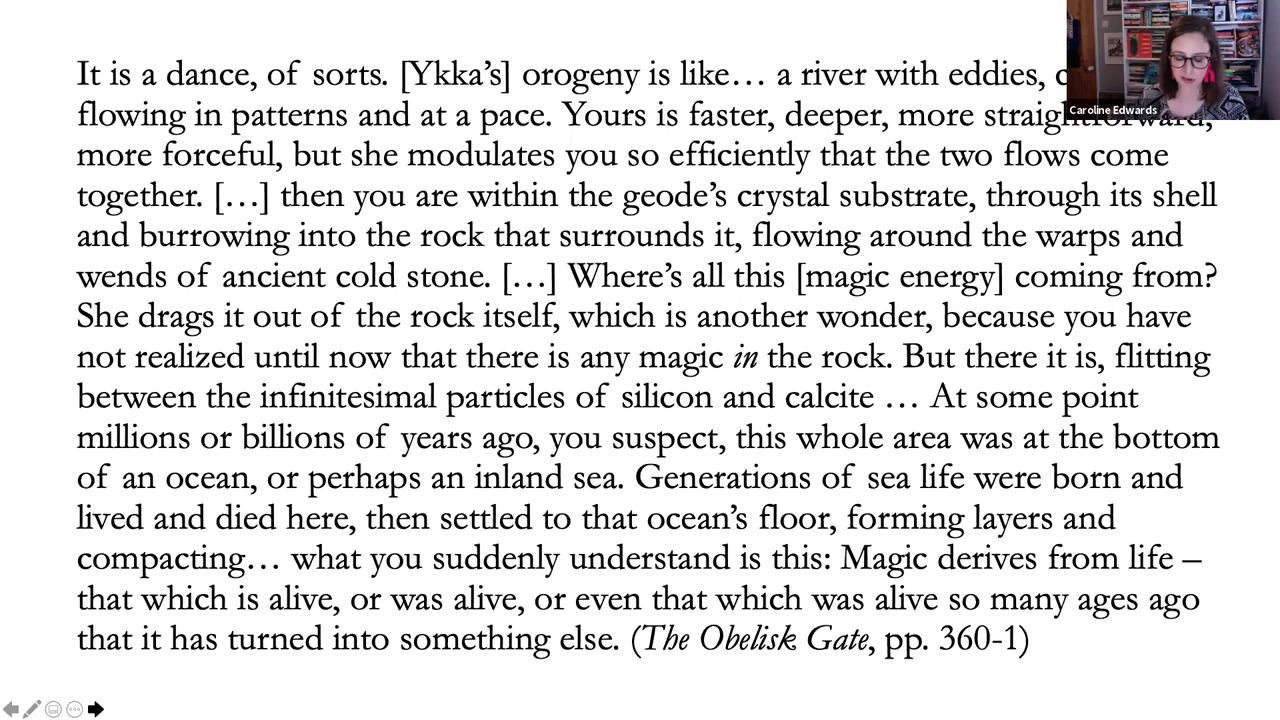 It is a dance, of sorts. [Ykka’s] orogeny is like… a river with eddies,
flowing in patterns and at a pace. Yours is faster, deeper, more straightforward,
more forceful, but she modulates you so efficiently that the two flows come
together. […] then you are within the geode’s crystal substrate, through its shell
and burrowing into the rock that surrounds it, flowing around the warps and
wends of ancient cold stone. […] Where’s all this [magic energy] coming from?
She drags it out of the rock itself, which is another wonder, because you have
not realized until now that there is any magic in the rock. But there it is, flitting
between the infinitesimal particles of silicon and calcite … At some point
millions or billions of years ago, you suspect, this whole area was at the bottom
of an ocean, or perhaps an inland sea. Generations of sea life were born and
lived and died here, then settled to that ocean’s floor, forming layers and
compacting… what you suddenly understand is this: Magic derives from life –
that which is alive, or was alive, or even that which was alive so many ages ago
that it has turned into something else. (The Obelisk Gate, pp. 360-1)
Caroline Edwards